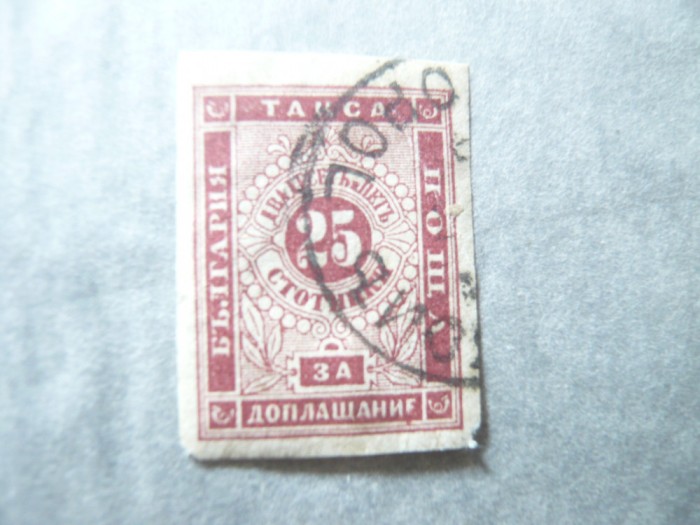 ТАКСА
БЪЛГАРИЯ
ПОЩА
ДВАДЕСЕТЬ и ПЕТЬ
25
СТОТИНКИ
ЗА
ДОПЛАЩАНИЕ